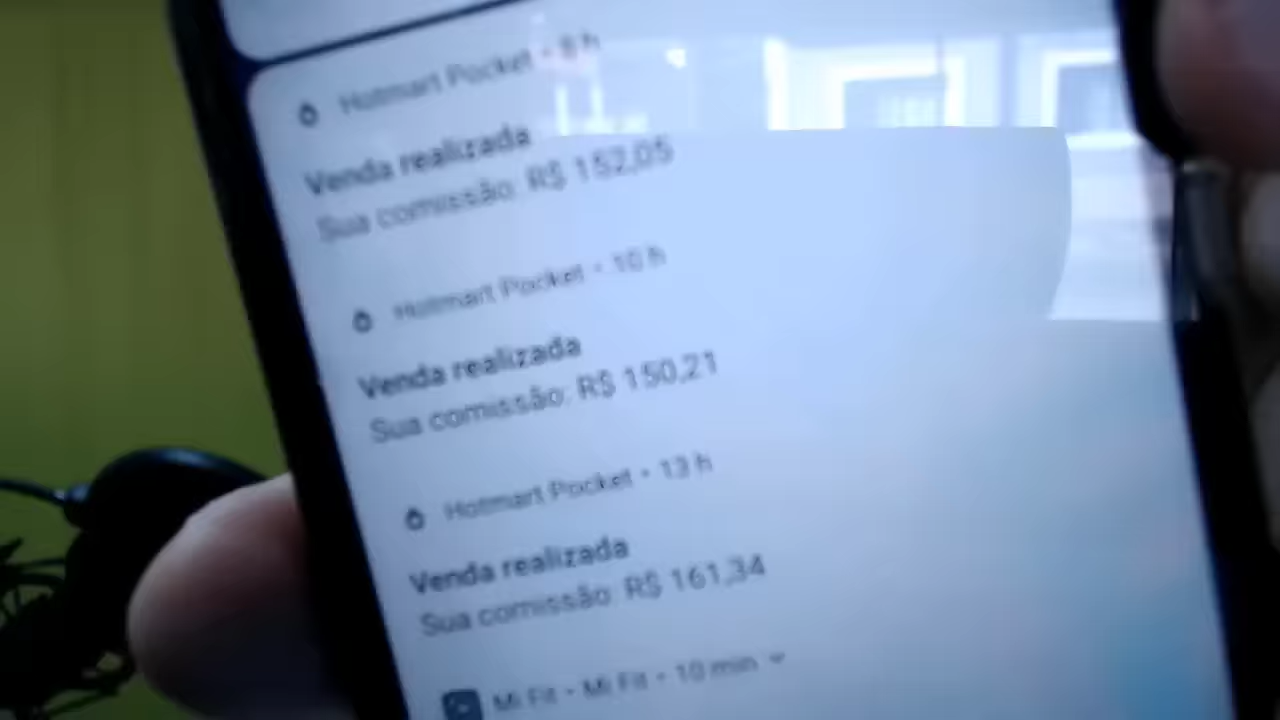 Hotmart Pocket • 8 h
Venda realizada
Sua comissão: R$ 152,05
Hotmart Pocket • 10 h
Venda realizada
Sua comissão: R$ 150,21
Hotmart Pocket • 13 h
Venda realizada
Sua comissão: R$ 161,34
Mi Fit • Mi Fit • 10 min